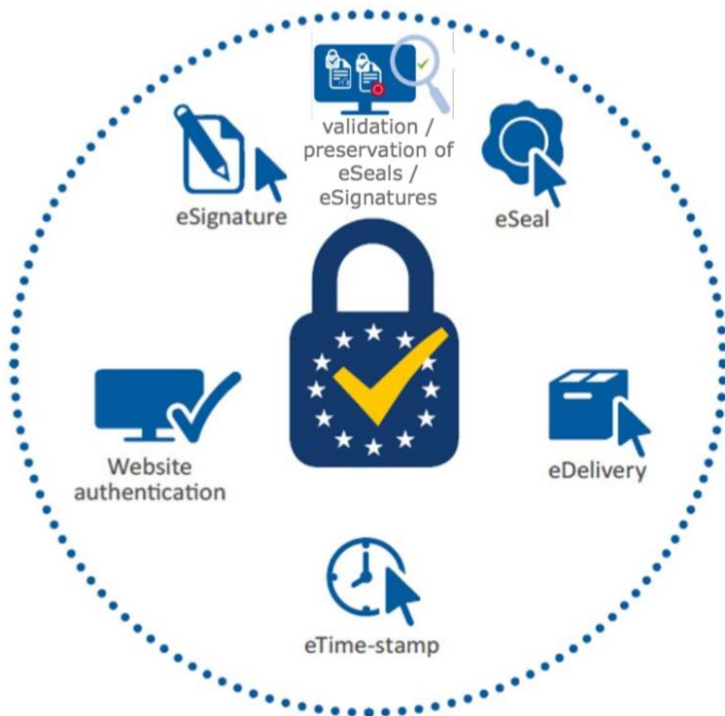 validation /
preservation of
eSeals /
eSignatures
eSignature
eSeal
Website
authentication
eDelivery
eTime-stamp